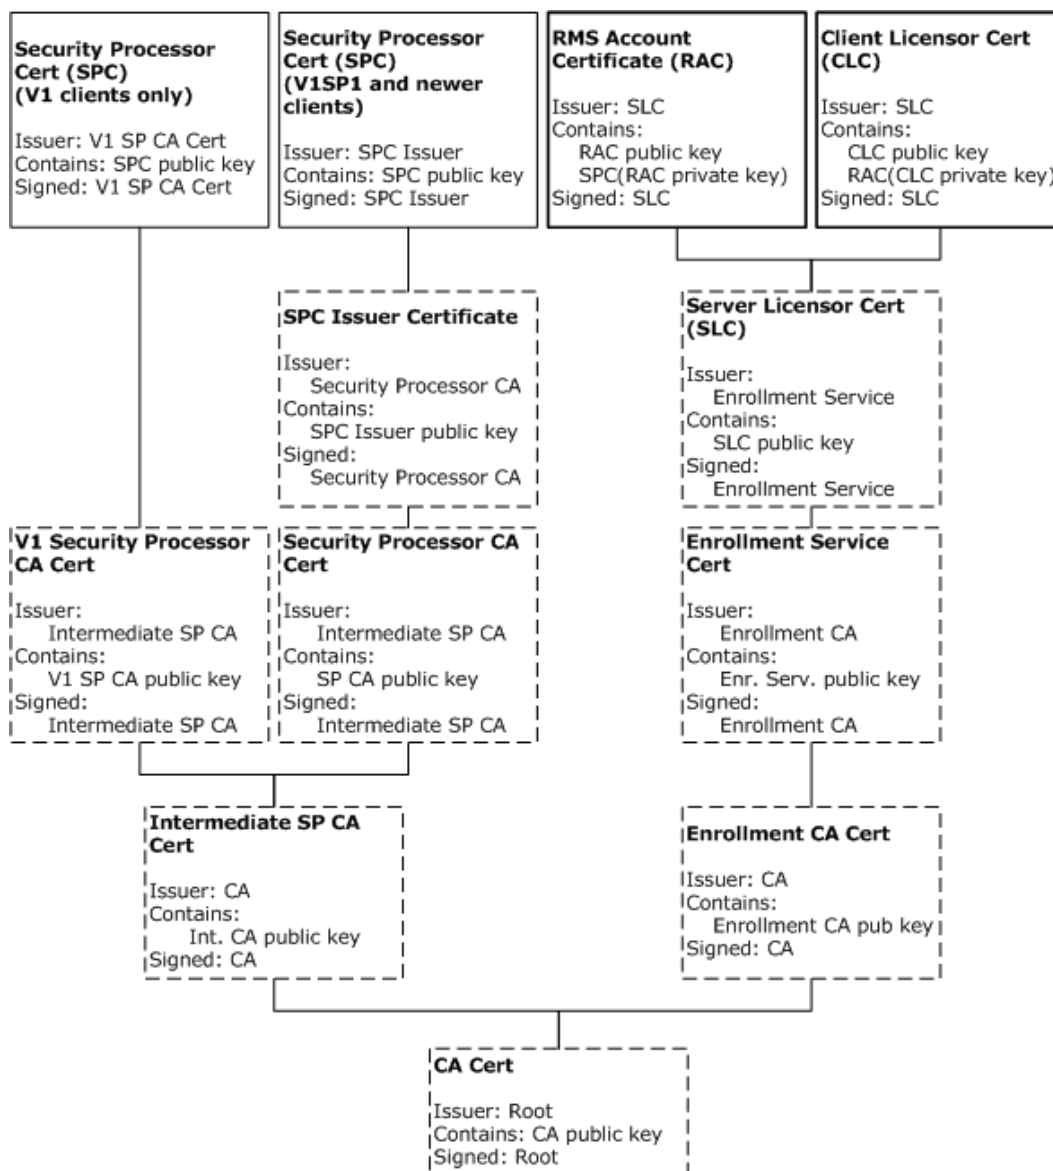 Security Processor
Cert (SPC)
(V1 clients only)
Issuer: V1 SP CA Cert
Contains: SPC public key
Signed: V1 SP CA Cert
Security Processor
Cert (SPC)
(V1SP1 and newer
clients)
Issuer: SPC Issuer
Contains: SPC public key
Signed: SPC Issuer
RMS Account
Certificate (RAC)
Issuer: SLC
Contains:
RAC public key
SPC(RAC private key)
Signed: SLC
Client Licensor Cert
(CLC)
Issuer: SLC
Contains:
CLC public key
RAC(CLC private key)
Signed: SLC
SPC Issuer Certificate
Issuer:
Security Processor CA
Contains:
SPC Issuer public key
Signed:
Security Processor CA
Server Licensor Cert
(SLC)
Issuer:
Enrollment Service
Contains:
SLC public key
Signed:
Enrollment Service
V1 Security Processor
CA Cert
Issuer:
Intermediate SP CA
Contains:
V1 SP CA public key
Signed:
Intermediate SP CA
Security Processor CA
Cert
Issuer:
Intermediate SP CA
Contains:
SP CA public key
Signed:
Intermediate SP CA
Enrollment Service
Cert
Issuer:
Enrollment CA
Contains:
Enr. Serv. public key
Signed:
Enrollment CA
Intermediate SP CA
Cert
Issuer: CA
Contains:
Int. CA public key
Signed: CA
Enrollment CA Cert
Issuer: CA
Contains:
Enrollment CA pub key
Signed: CA
CA Cert
Issuer: Root
Contains: CA public key
Signed: Root